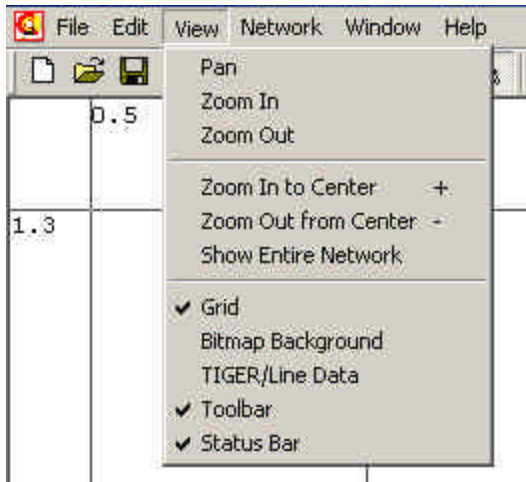 File Edit View Network Window Help
Pan
0.5
Zoom In
Zoom Out
Zoom In to Center +
1.3
Zoom Out from Center -
Show Entire Network
Grid
Bitmap Background
TIGER/Line Data
Toolbar
Status Bar